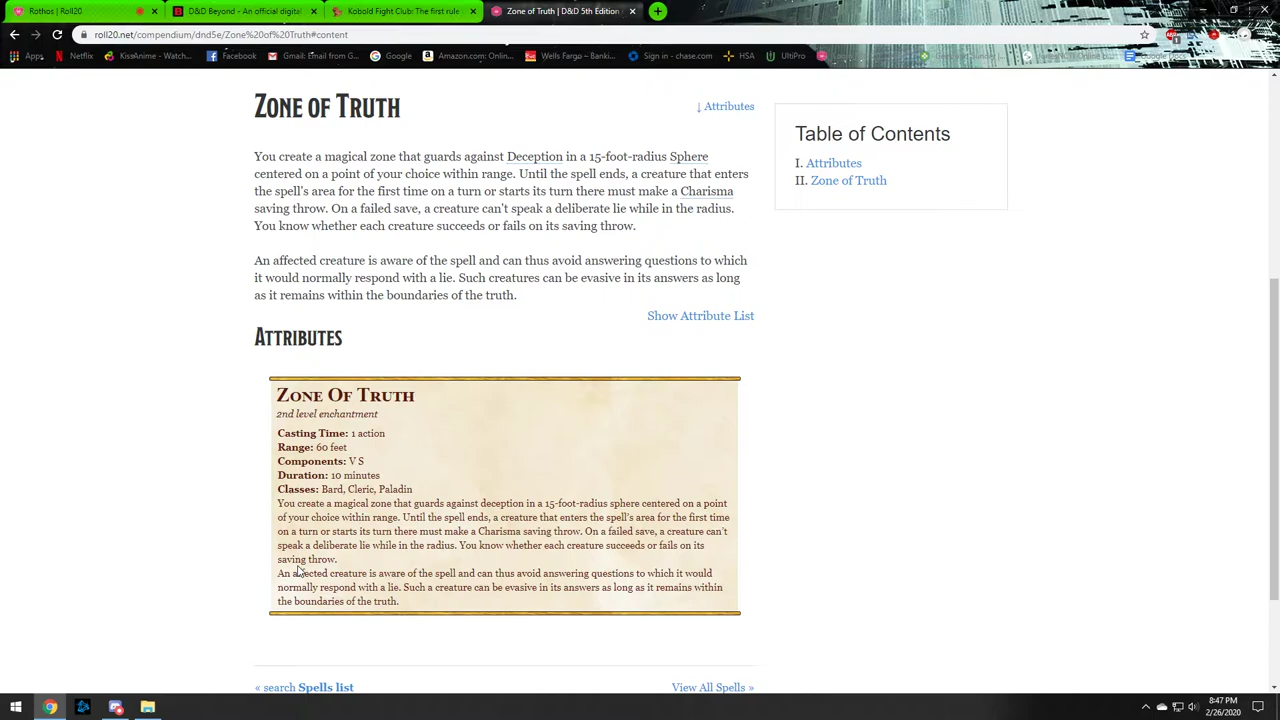 Rothos | Roll20
D&D Beyond - An official digital
Kobold Fight Club: The first rule
Zone of Truth | D&D 5th Edition
roll20.net/compendium/dnd5e/Zone%20of%20Truth#content
Apps
Netflix
KissAnime - Watch...
Facebook
Gmail: Email from G...
Google
Amazon.com: Onlin...
Wells Fargo – Banki...
Sign in - chase.com
HSA
UltiPro
Zone of Truth
↓ Attributes
You create a magical zone that guards against Deception in a 15-foot-radius Sphere
centered on a point of your choice within range. Until the spell ends, a creature that enters
the spell's area for the first time on a turn or starts its turn there must make a Charisma
saving throw. On a failed save, a creature can't speak a deliberate lie while in the radius.
You know whether each creature succeeds or fails on its saving throw.
An affected creature is aware of the spell and can thus avoid answering questions to which
it would normally respond with a lie. Such creatures can be evasive in its answers as long
as it remains within the boundaries of the truth.
Show Attribute List
Attributes
Zone Of Truth
2nd level enchantment
Casting Time: 1 action
Range: 60 feet
Components: V S
Duration: 10 minutes
Classes: Bard, Cleric, Paladin
You create a magical zone that guards against deception in a 15-foot-radius sphere centered on a point
of your choice within range. Until the spell ends, a creature that enters the spell's area for the first time
on a turn or starts its turn there must make a Charisma saving throw. On a failed save, a creature can't
speak a deliberate lie while in the radius. You know whether each creature succeeds or fails on its
saving throw.
An affected creature is aware of the spell and can thus avoid answering questions to which it would
normally respond with a lie. Such a creature can be evasive in its answers as long as it remains within
the boundaries of the truth.
« search Spells list
View All Spells »
Table of Contents
I. Attributes
II. Zone of Truth
8:47 PM
2/26/2020